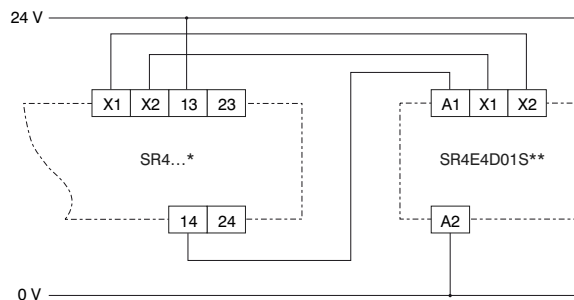 24 V
X1 X2 13 23
A1 X1 X2
SR4...*
SR4E4D01S**
14 24
A2
0 V